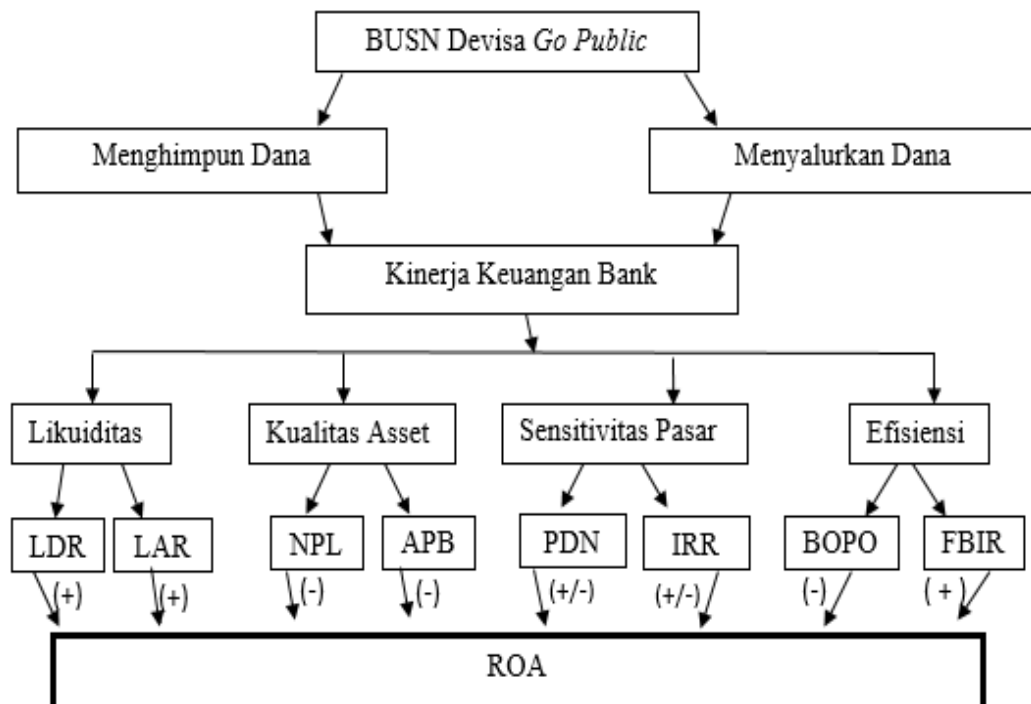 BUSN Devisa Go Public
Menghimpun Dana
Menyalurkan Dana
Kinerja Keuangan Bank
Likuiditas
Kualitas Asset
Sensitivitas Pasar
Efisiensi
LDR
LAR
NPL
APB
PDN
IRR
BOPO
FBIR
(+)
(+)
(-)
(-)
(+/-)
(+/-)
(-)
( + )
ROA